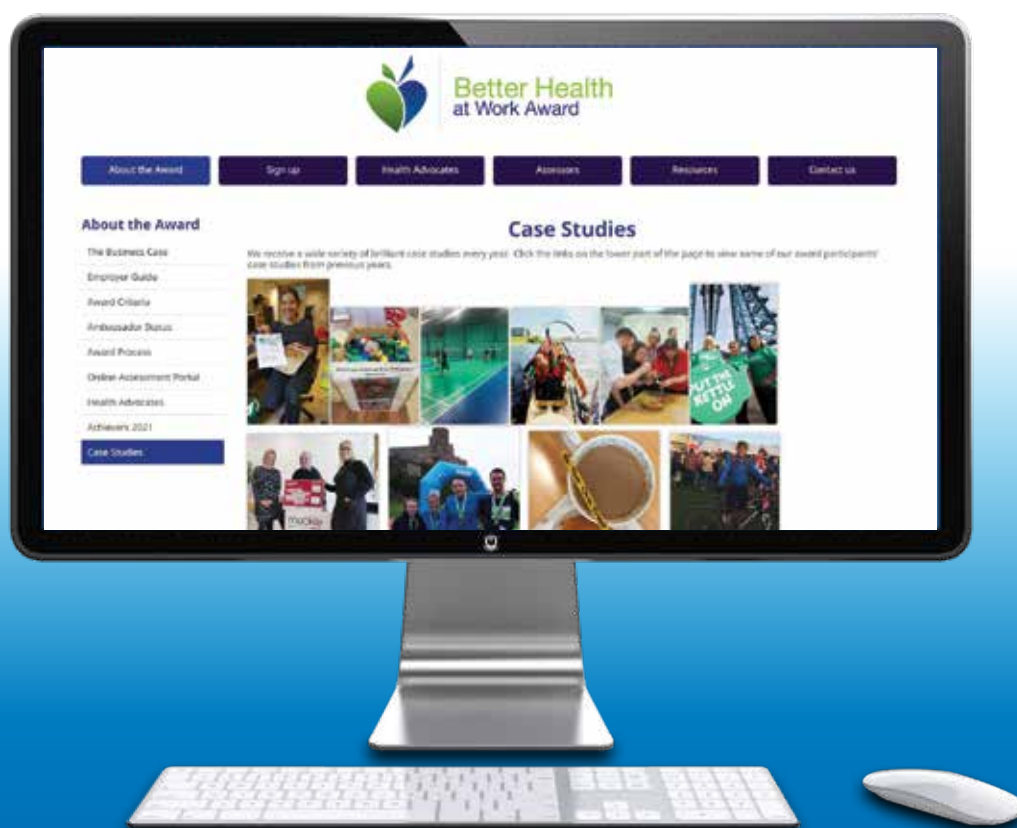 Better Health
at Work Award
About the Award
Sign up
Health Advocates
Assessors
Resources
Contact us
About the Award
The Business Case
Employer Guide
Award Criteria
Ambassador Status
Award Process
Online Assessment Portal
Health Advocates
Achievers 2021
Case Studies
Case Studies
We receive a wide variety of brilliant case studies every year. Click the links on the lower part of the page to view some of our award participants'
case studies from previous years.
PUT THE
KETTLE
ON